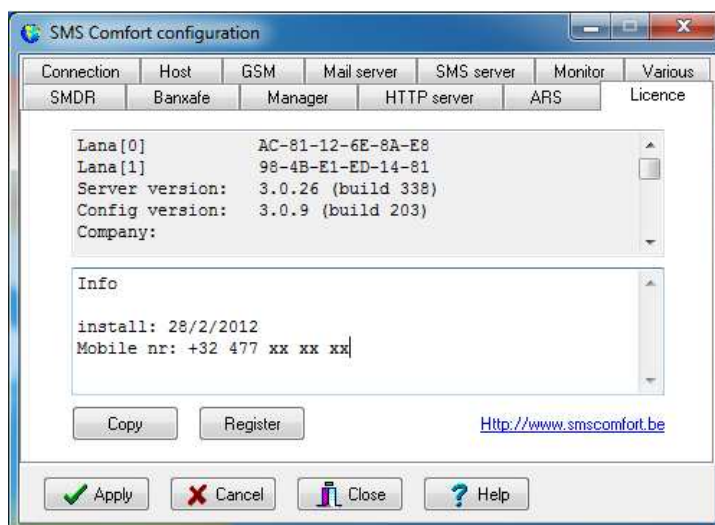 SMS Comfort configuration
Connection Host GSM Mail server SMS server Monitor Various
SMDR Banxafe Manager HTTP server ARS Licence
Lana[0] AC-81-12-6E-8A-E8
Lana[1] 98-4B-E1-ED-14-81
Server version: 3.0.26 (build 338)
Config version: 3.0.9 (build 203)
Company:
Info
install: 28/2/2012
Mobile nr: +32 477 xx xx xx
Copy Register Http://www.smscomfort.be
Apply Cancel Close Help